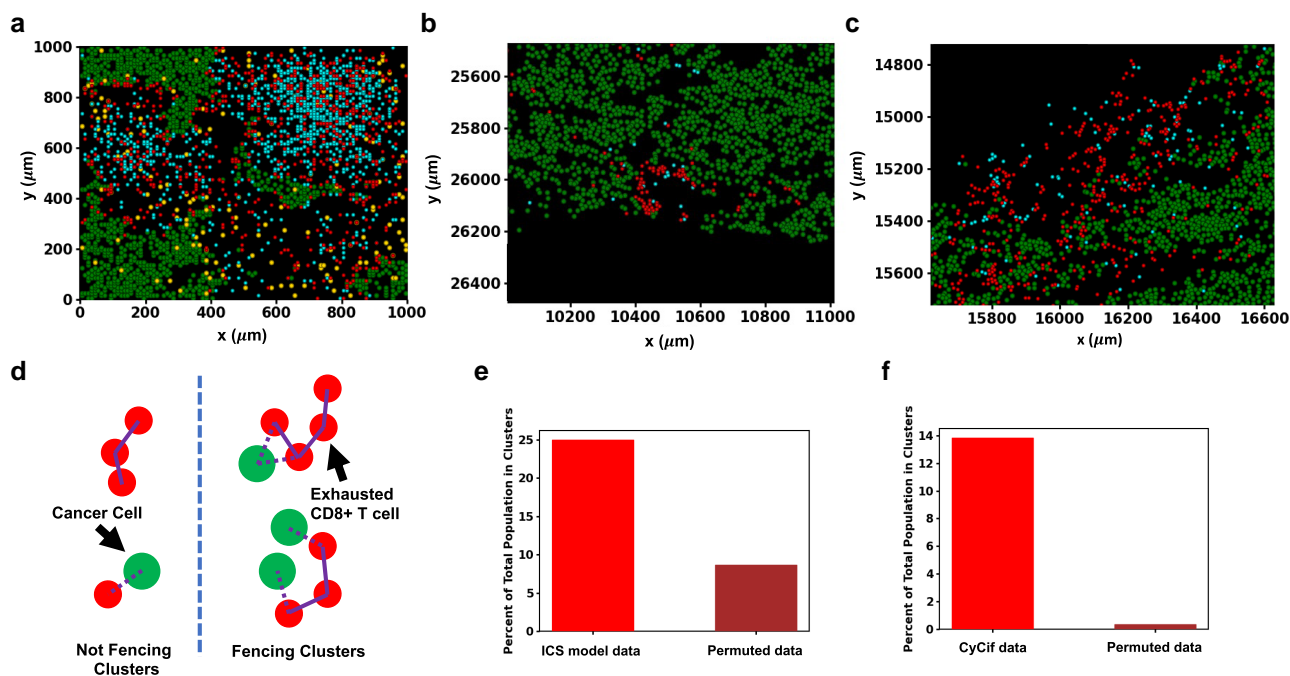 a
1000
800
600
400
200
0
y (μm)
0 200 400 600 800 1000
x (μm)
b
25600
25800
26000
26200
26400
y (μm)
10200 10400 10600 10800 11000
x (μm)
c
14800
15000
15200
15400
15600
y (μm)
15800 16000 16200 16400 16600
x (μm)
d
Cancer Cell
Exhausted
CD8+ T cell
Not Fencing
Clusters
Fencing Clusters
e
Percent of Total Population in Clusters
25
20
15
10
5
0
ICS model data Permuted data
f
Percent of Total Population in Clusters
14
12
10
8
6
4
2
0
CyCif data Permuted data